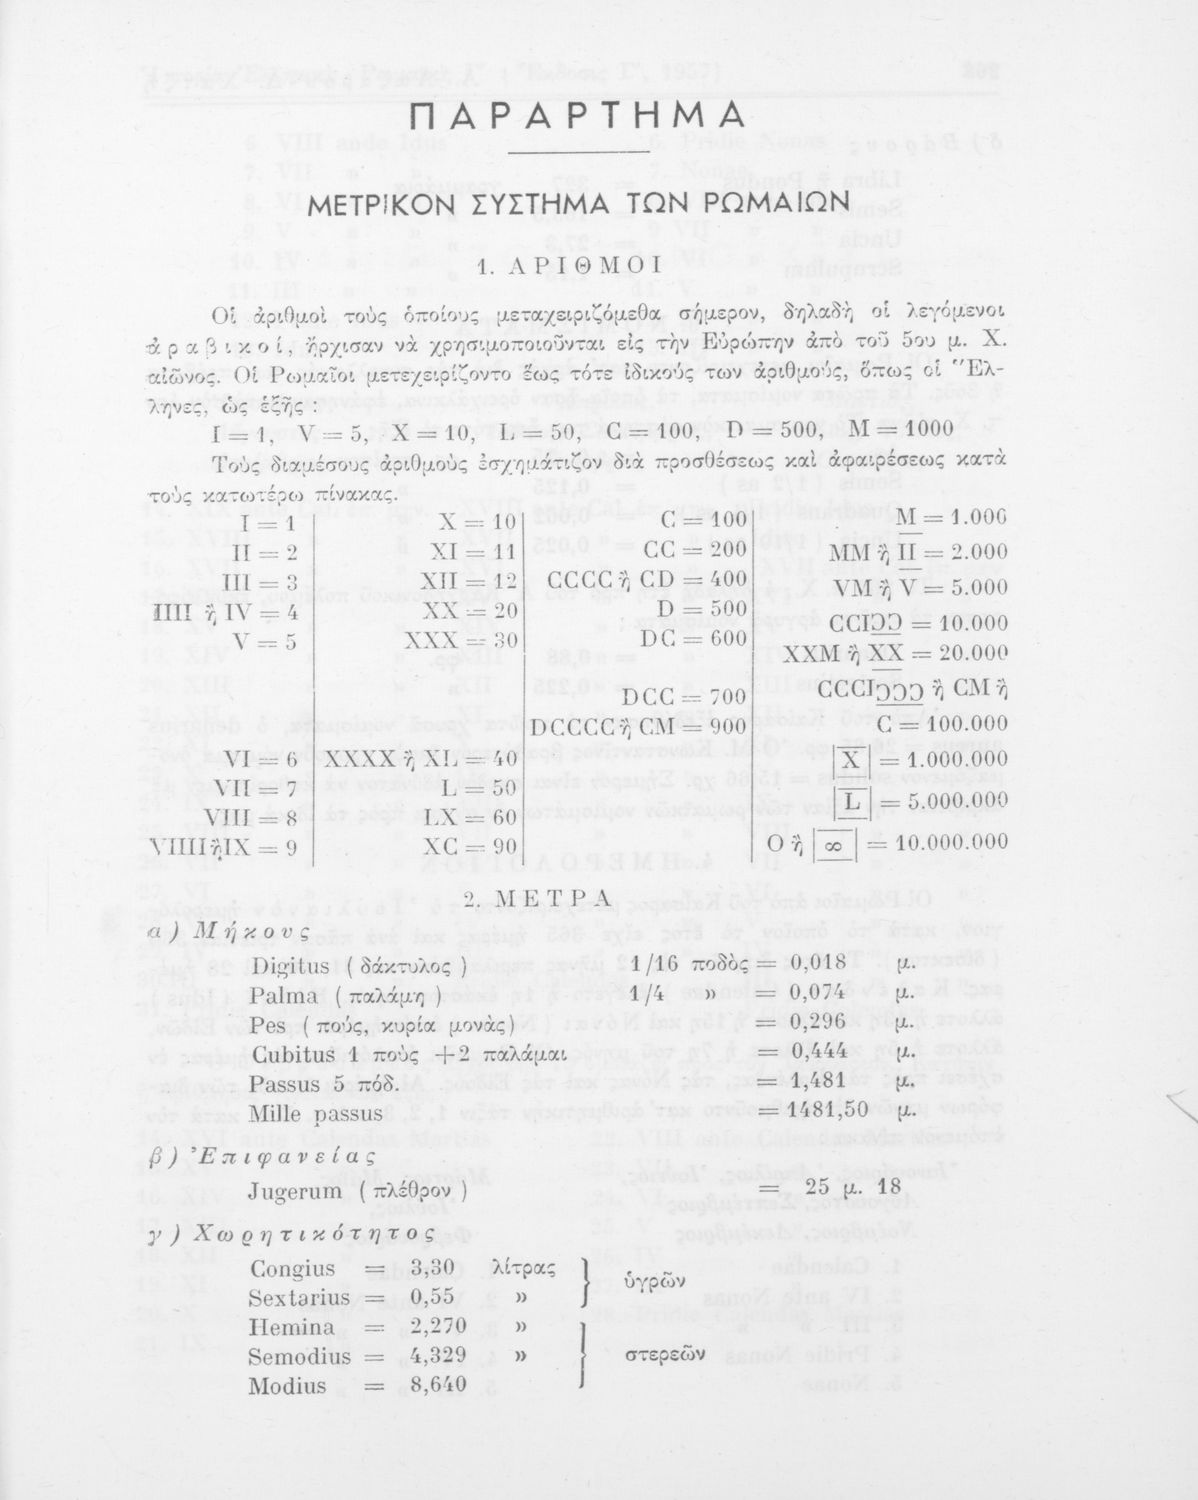 ΠΑΡΑΡΤΗΜΑ
ΜΕΤΡΙΚΟΝ ΣΥΣΤΗΜΑ ΤΩΝ ΡΩΜΑΙΩΝ
1. ΑΡΙΘΜΟΙ
Οἱ ἀριθμοὶ τοὺς ὁποίους μεταχειριζόμεθα σήμερον, δηλαδὴ οἱ λεγόμενοι
ἀραβικοί, ἤρχισαν νὰ χρησιμοποιοῦνται εἰς τὴν Εὐρώπην ἀπὸ τοῦ 5ου μ. Χ.
αἰῶνος. Οἱ Ρωμαῖοι μετεχειρίζοντο ἕως τότε ἰδικούς των ἀριθμούς, ὅπως οἱ Ἕλ-
ληνες, ὡς ἑξῆς :
I = 1, V = 5, X = 10, L = 50, C = 100, D = 500, M = 1000
Τοὺς διαμέσους ἀριθμοὺς ἐσχημάτιζον διὰ προσθέσεως καὶ ἀφαιρέσεως κατὰ
τοὺς κατωτέρω πίνακας.
I = 1 X = 10 C = 100 M = 1.000
II = 2 XI = 11 CC = 200 MM ἢ I̅I̅ = 2.000
III = 3 XII = 12 CCCC ἢ CD = 400 VM ἢ V̅ = 5.000
IIII ἢ IV = 4 XX = 20 D = 500 CCIƆƆ = 10.000
V = 5 XXX = 30 DC = 600 XXM ἢ X̅X̅ = 20.000
DCC = 700 CCCIƆƆƆ ἢ CM ἢ
DCCCC ἢ CM = 900 C̅ = 100.000
VI = 6 XXXX ἢ XL = 40 |X̅| = 1.000.000
VII = 7 L = 50 |L̅| = 5.000.000
VIII = 8 LX = 60
VIIII ἢ IX = 9 XC = 90 O ἢ |∞̅| = 10.000.000
2. ΜΕΤΡΑ
α) Μήκους
Digitus ( δάκτυλος ) 1/16 ποδὸς = 0,018 μ.
Palma ( παλάμη ) 1/4 » = 0,074 μ.
Pes ( πούς, κυρία μονὰς) = 0,296 μ.
Cubitus 1 ποὺς +2 παλάμαι = 0,444 μ.
Passus 5 πόδ. = 1,481 μ.
Mille passus = 1481,50 μ.
β) Ἐπιφανείας
Jugerum ( πλέθρον ) = 25 μ. 18
γ) Χωρητικότητος
Congius = 3,30 λίτρας } ὑγρῶν
Sextarius = 0,55 »
Hemina = 2,270 »
Semodius = 4,329 » } στερεῶν
Modius = 8,640